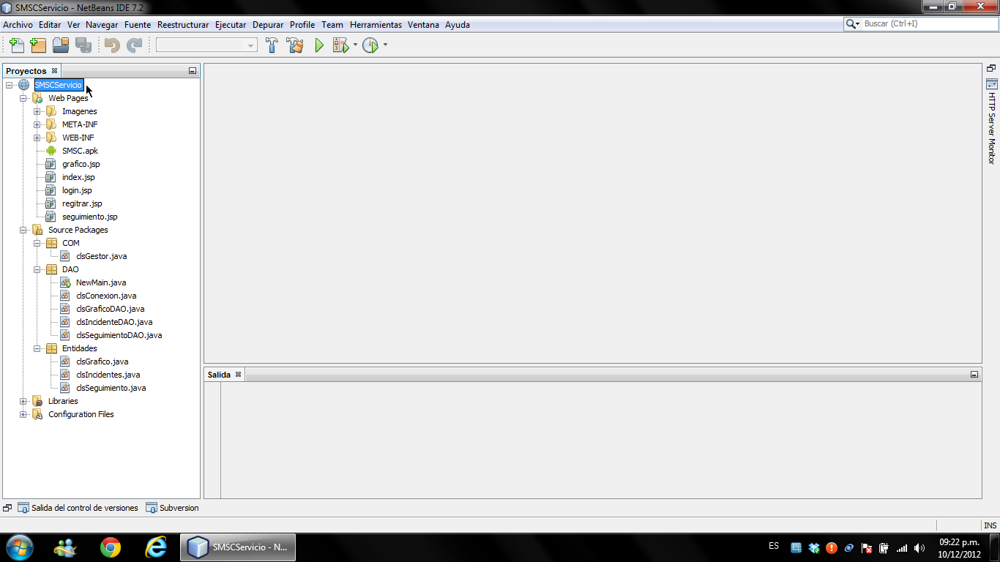 SMSCServicio - NetBeans IDE 7.2
Archivo Editar Ver Navegar Fuente Reestructurar Ejecutar Depurar Profile Team Herramientas Ventana Ayuda
Buscar (Ctrl+I)
Proyectos
SMSCServicio
Web Pages
Imagenes
META-INF
WEB-INF
SMSC.apk
grafico.jsp
index.jsp
login.jsp
regitrar.jsp
seguimiento.jsp
Source Packages
COM
clsGestor.java
DAO
NewMain.java
clsConexion.java
clsGraficoDAO.java
clsIncidenteDAO.java
clsSeguimientoDAO.java
Entidades
clsGrafico.java
clsIncidentes.java
clsSeguimiento.java
Libraries
Configuration Files
HTTP Server Monitor
Salida
Salida del control de versiones Subversion
INS
SMSCServicio - N...
ES
09:22 p.m.
10/12/2012